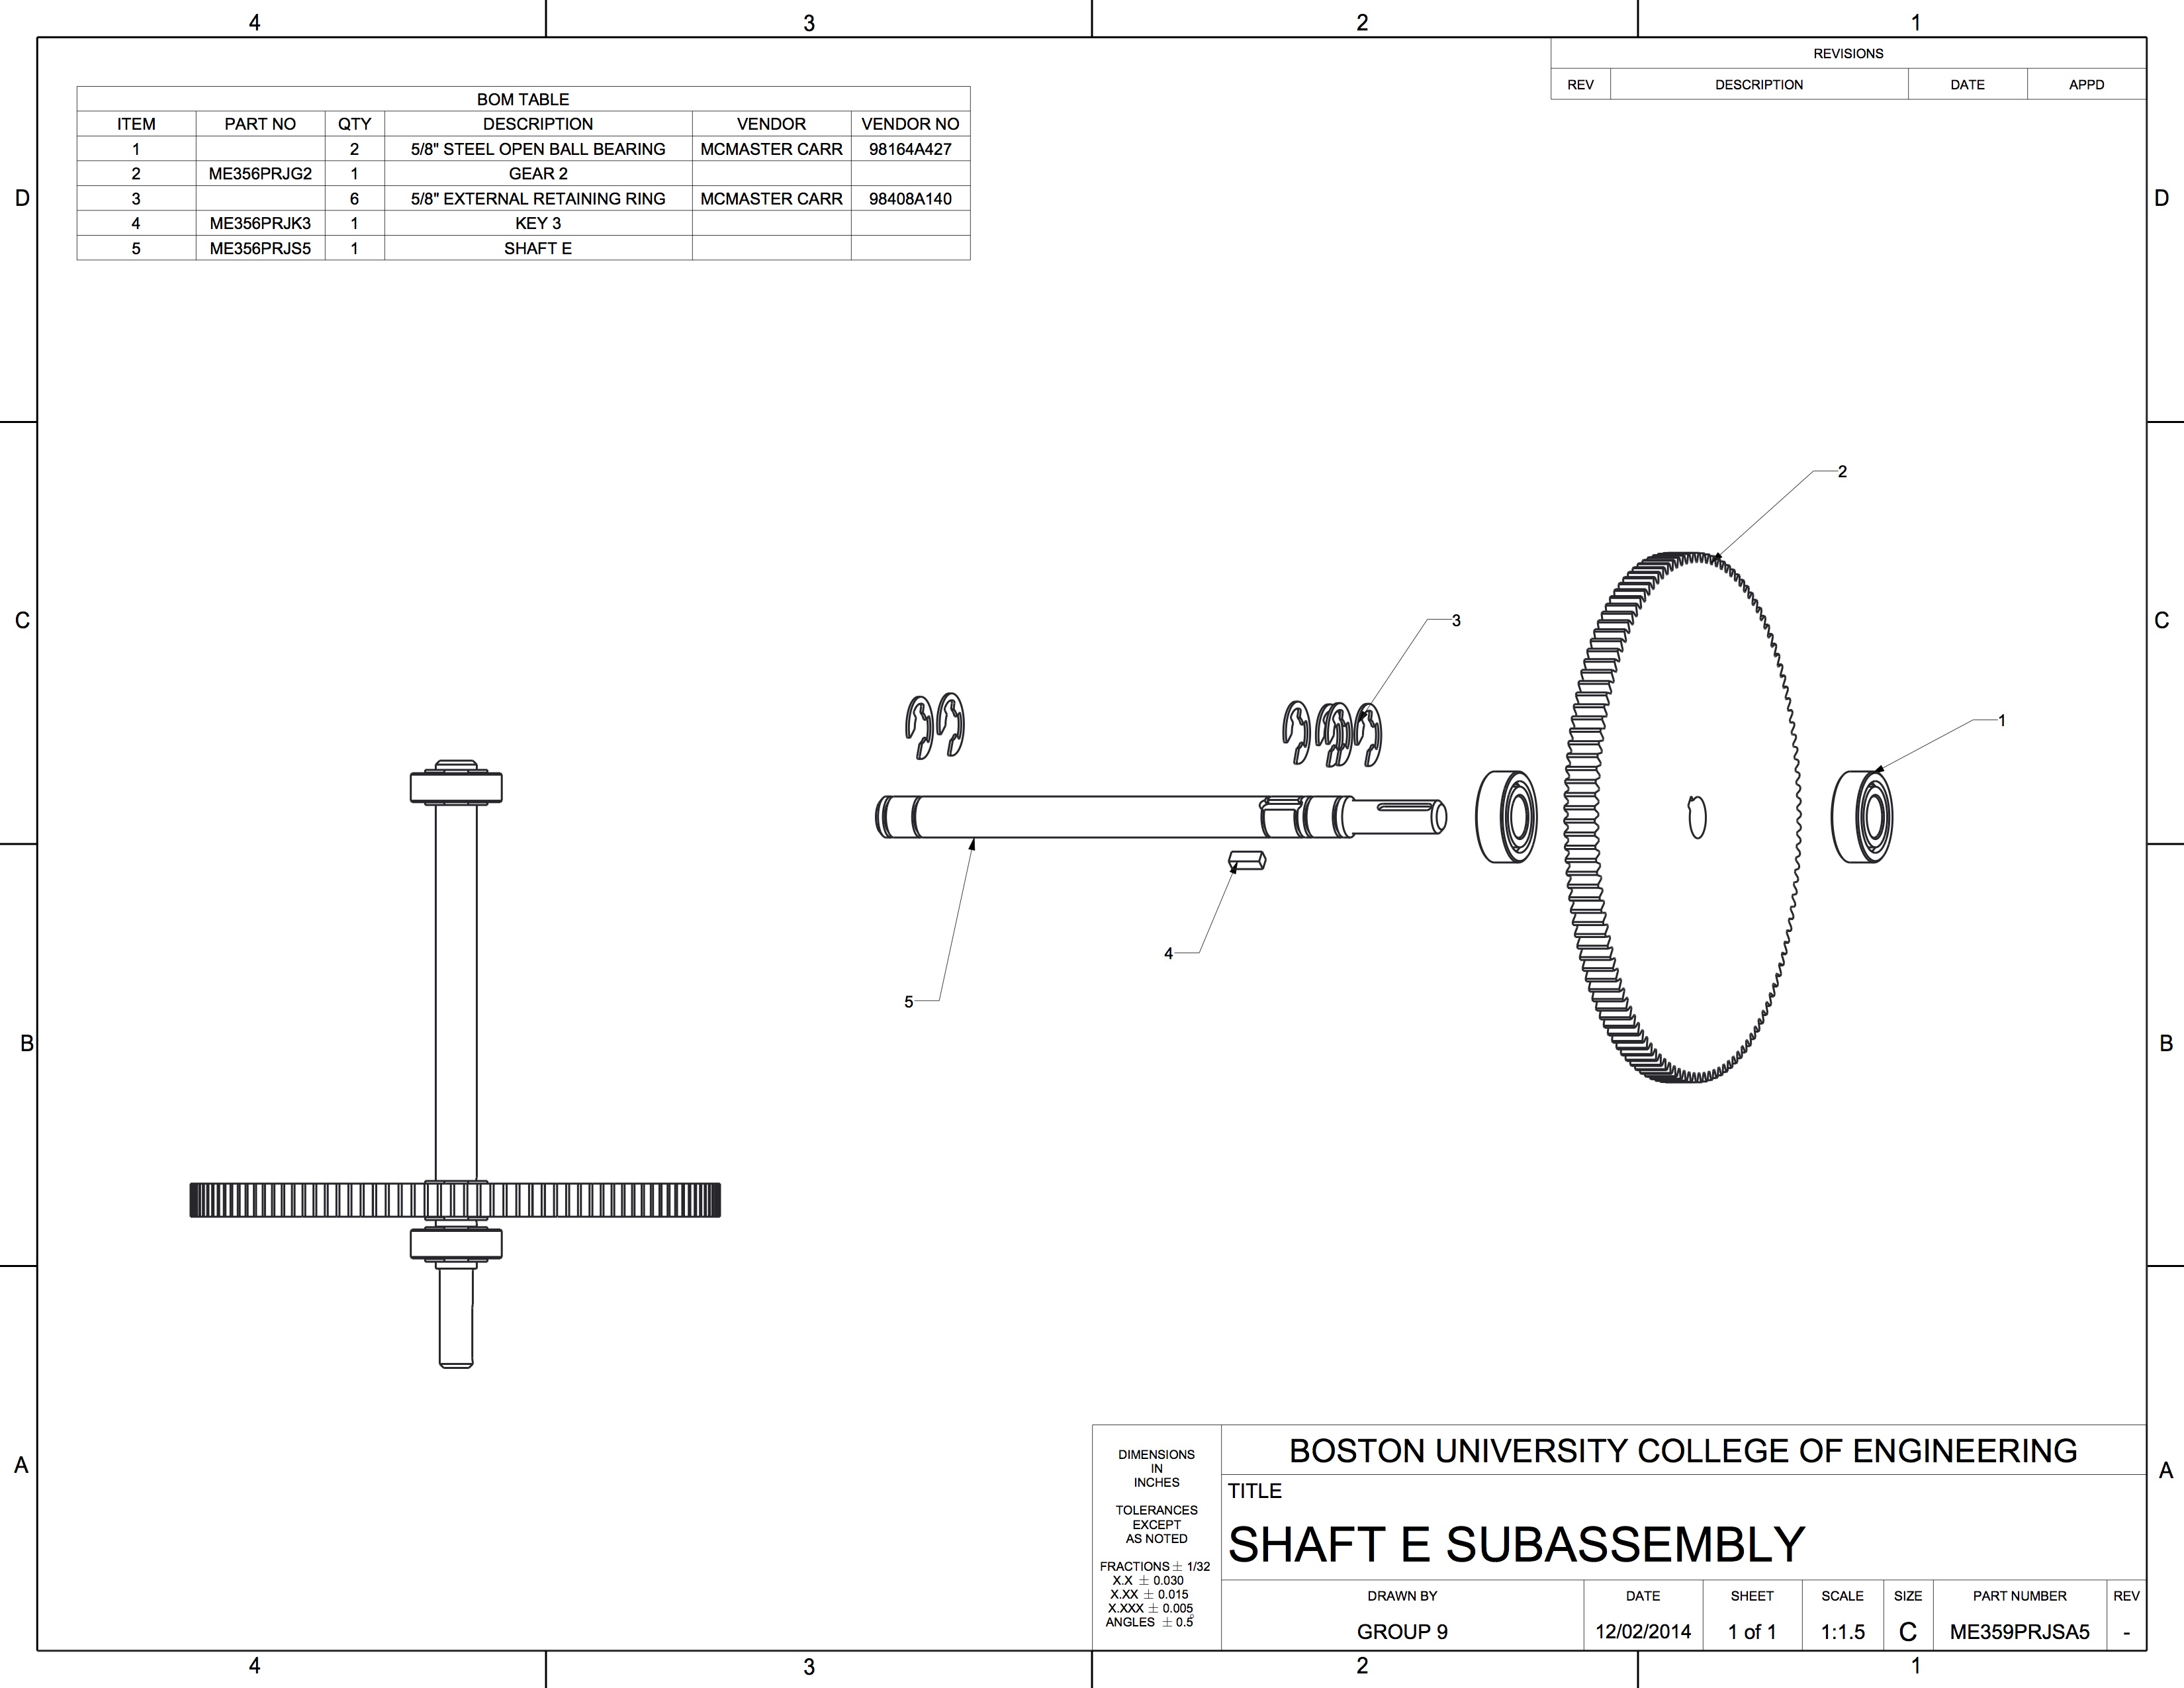 4 3 2 1
REVISIONS
REV DESCRIPTION DATE APPD
BOM TABLE
ITEM PART NO QTY DESCRIPTION VENDOR VENDOR NO
1 2 5/8" STEEL OPEN BALL BEARING MCMASTER CARR 98164A427
2 ME356PRJG2 1 GEAR 2
3 6 5/8" EXTERNAL RETAINING RING MCMASTER CARR 98408A140
4 ME356PRJK3 1 KEY 3
5 ME356PRJS5 1 SHAFT E
D D
2
C C
3
1
4
5
B B
A A
DIMENSIONS
IN
INCHES
TOLERANCES
EXCEPT
AS NOTED
FRACTIONS ± 1/32
X.X ± 0.030
X.XX ± 0.015
X.XXX ± 0.005
ANGLES ± 0.5°
BOSTON UNIVERSITY COLLEGE OF ENGINEERING
TITLE
SHAFT E SUBASSEMBLY
DRAWN BY DATE SHEET SCALE SIZE PART NUMBER REV
GROUP 9 12/02/2014 1 of 1 1:1.5 C ME359PRJSA5 -
4 3 2 1